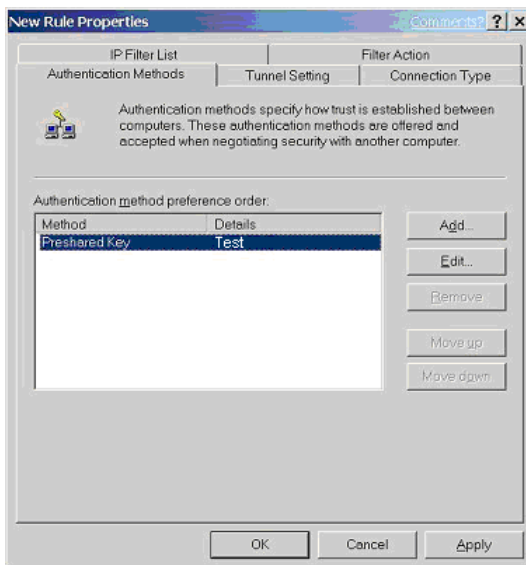 New Rule Properties Comments? ? X
IP Filter List Filter Action
Authentication Methods Tunnel Setting Connection Type
Authentication methods specify how trust is established between
computers. These authentication methods are offered and
accepted when negotiating security with another computer.
Authentication method preference order:
Method Details
Preshared Key Test
Add...
Edit...
Remove
Move up
Move down
OK Cancel Apply